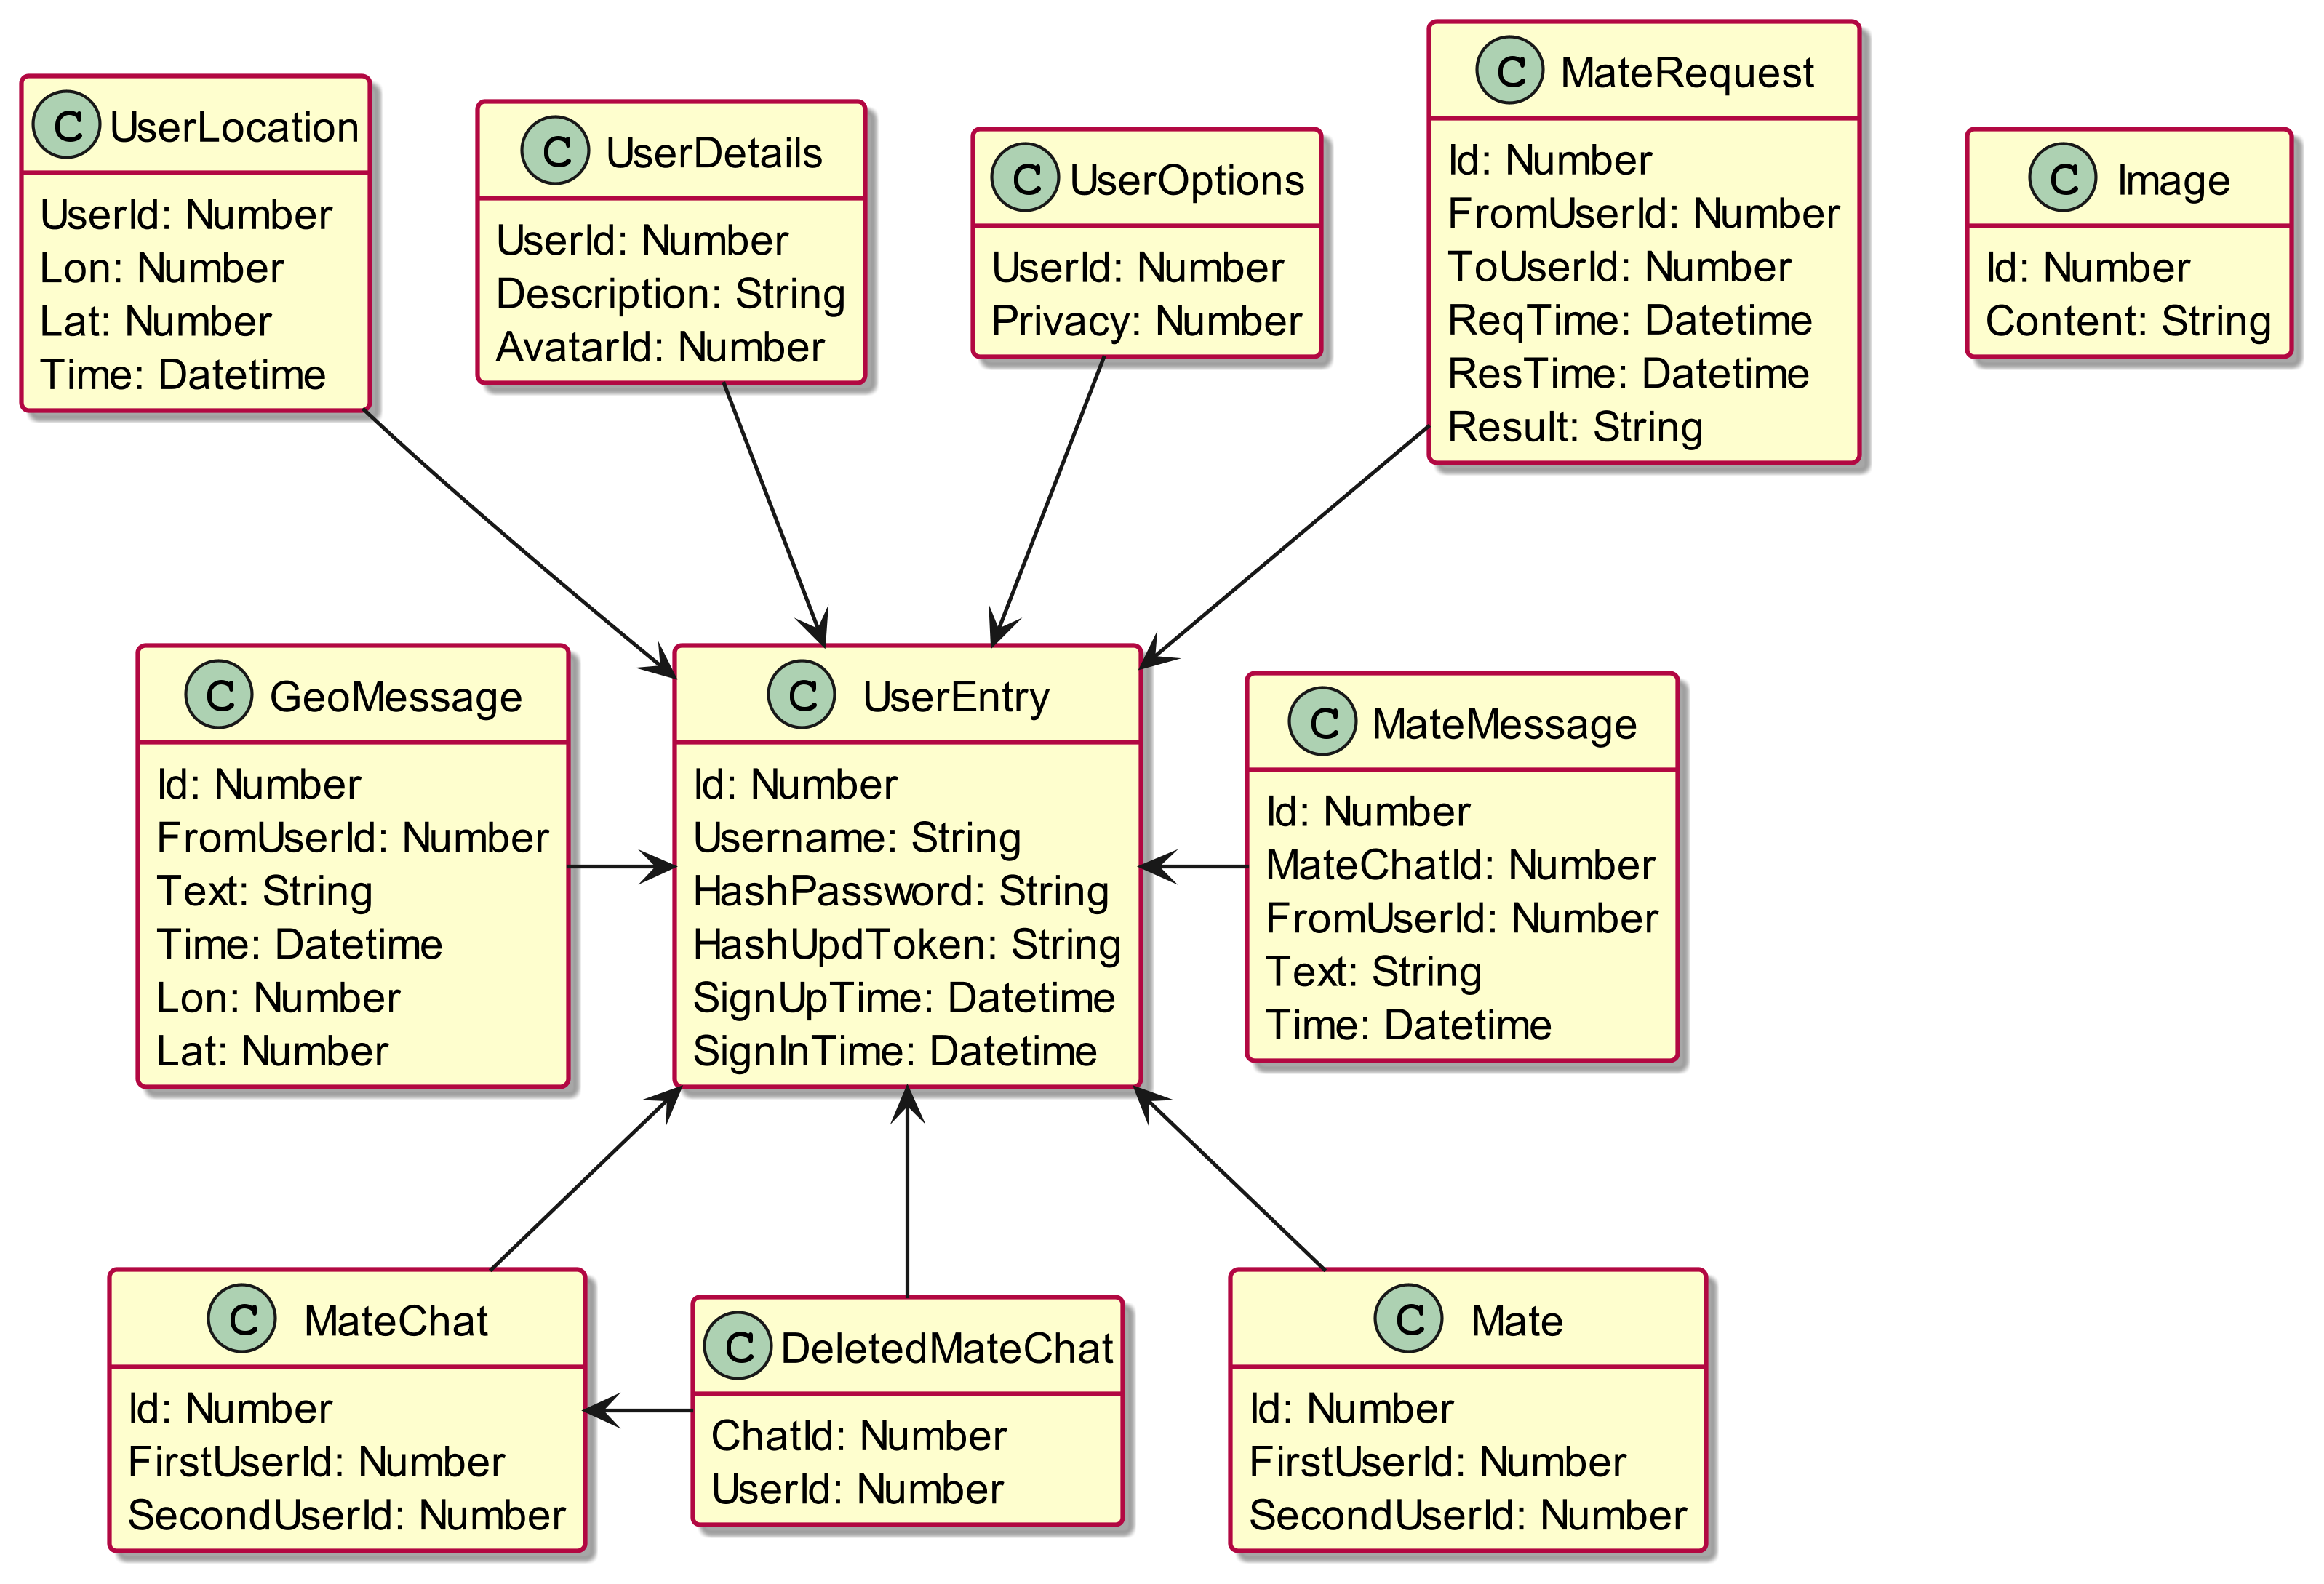 C UserLocation
UserId: Number
Lon: Number
Lat: Number
Time: Datetime
C UserDetails
UserId: Number
Description: String
AvatarId: Number
C UserOptions
UserId: Number
Privacy: Number
C MateRequest
Id: Number
FromUserId: Number
ToUserId: Number
ReqTime: Datetime
ResTime: Datetime
Result: String
C Image
Id: Number
Content: String
C GeoMessage
Id: Number
FromUserId: Number
Text: String
Time: Datetime
Lon: Number
Lat: Number
C UserEntry
Id: Number
Username: String
HashPassword: String
HashUpdToken: String
SignUpTime: Datetime
SignInTime: Datetime
C MateMessage
Id: Number
MateChatId: Number
FromUserId: Number
Text: String
Time: Datetime
C MateChat
Id: Number
FirstUserId: Number
SecondUserId: Number
C DeletedMateChat
ChatId: Number
UserId: Number
C Mate
Id: Number
FirstUserId: Number
SecondUserId: Number